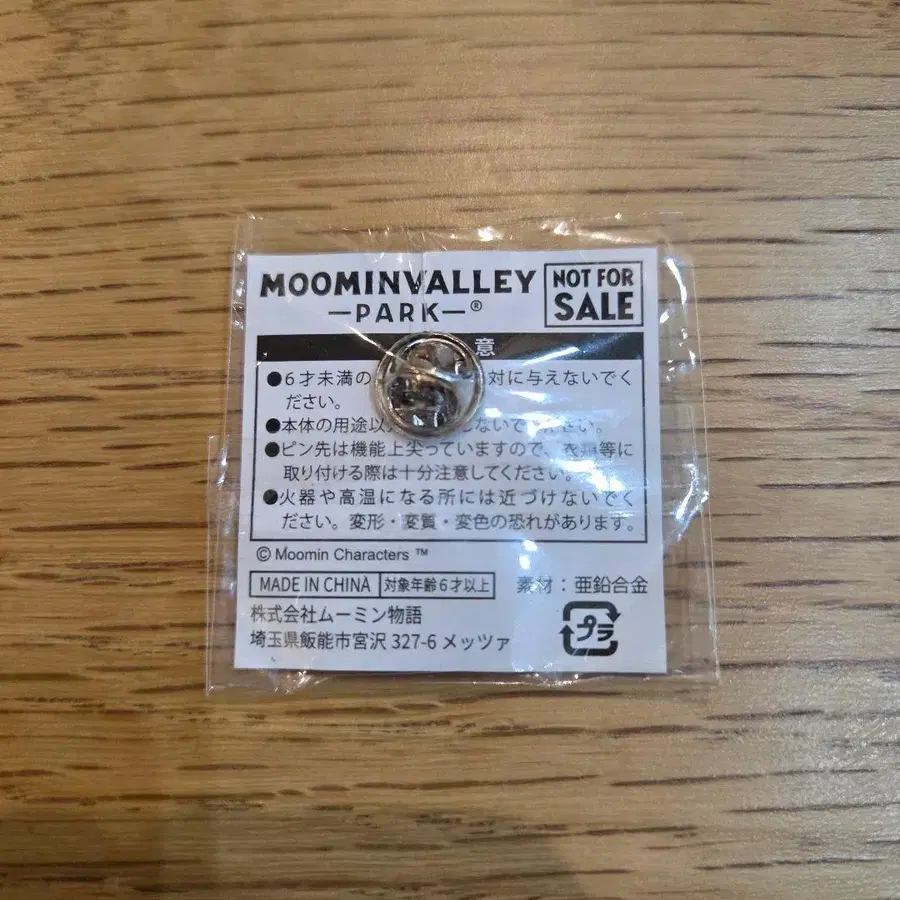 MOOMINVALLEY
—PARK—®
NOT FOR
SALE
意
●6才未満の 対に与えないでく
ださい。
●本体の用途以 しないで さい。
●ピン先は機能上尖っていますので、衣類等に
取り付ける際は十分注意してください。
●火器や高温になる所には近づけないでく
ださい。変形・変質・変色の恐れがあります。
© Moomin Characters ™
MADE IN CHINA 対象年齢6才以上 素材：亜鉛合金
株式会社ムーミン物語
埼玉県飯能市宮沢 327-6 メッツァ
プラ